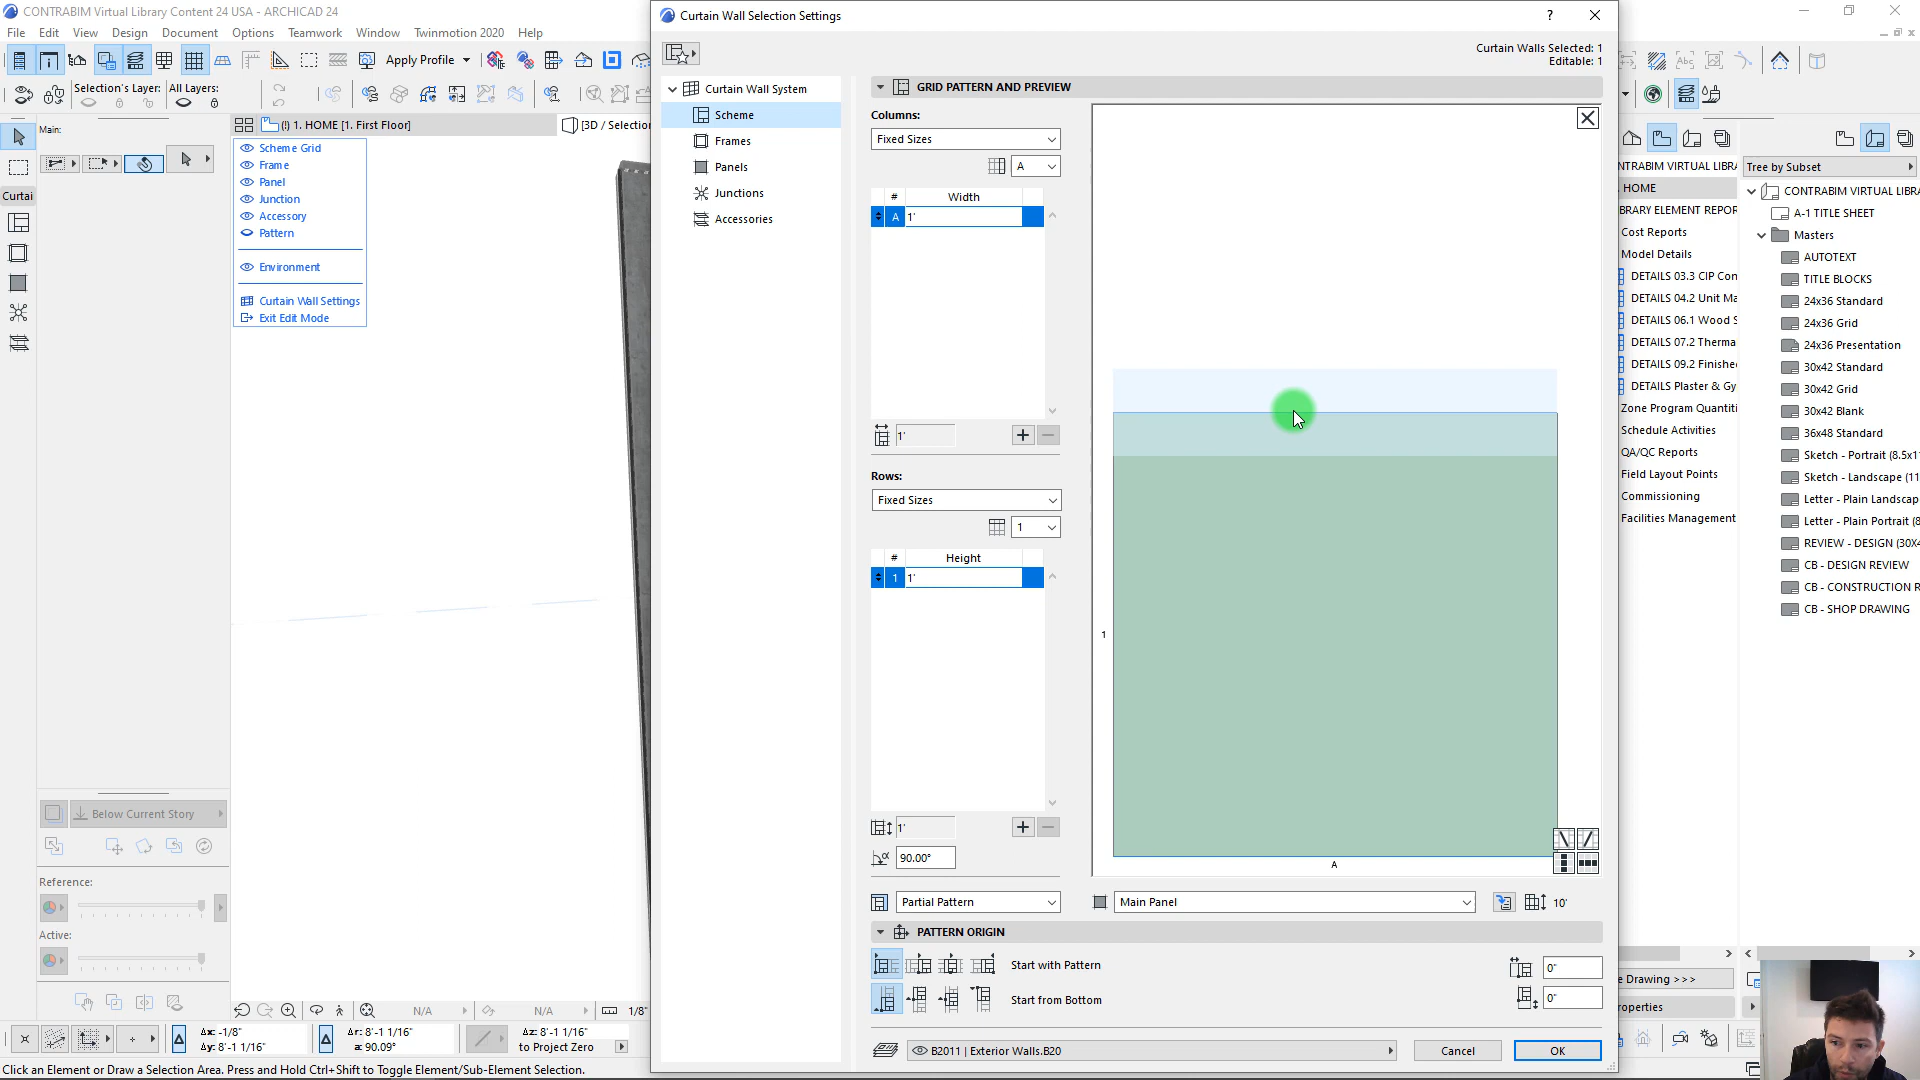 CONTRABIM Virtual Library Content 24 USA - ARCHICAD 24
File Edit View Design Document Options Teamwork Window Twinmotion 2020 Help
Apply Profile
Selection's Layer: All Layers:
Main:
(!) 1. HOME [1. First Floor]
[3D / Selectio
Curtai
Scheme Grid
Frame
Panel
Junction
Accessory
Pattern
Environment
Curtain Wall Settings
Exit Edit Mode
Below Current Story
Reference:
Active:
N/A
N/A
1/8"
Δx: -1/8"
Δy: 8'-1 1/16"
Δr: 8'-1 1/16"
a: 90.09°
Δz: 8'-1 1/16"
to Project Zero
Click an Element or Draw a Selection Area. Press and Hold Ctrl+Shift to Toggle Element/Sub-Element Selection.
Curtain Wall Selection Settings
?
Curtain Walls Selected: 1
Editable: 1
Curtain Wall System
Scheme
Frames
Panels
Junctions
Accessories
GRID PATTERN AND PREVIEW
Columns:
Fixed Sizes
A
# Width
A 1'
1'
Rows:
Fixed Sizes
1
# Height
1 1'
1'
90.00°
1
A
Partial Pattern
Main Panel
10'
PATTERN ORIGIN
Start with Pattern
0"
Start from Bottom
0"
B2011 | Exterior Walls.B20
Cancel
OK
NTRABIM VIRTUAL LIBRA
HOME
BRARY ELEMENT REPOR
Cost Reports
Model Details
DETAILS 03.3 CIP Con
DETAILS 04.2 Unit Ma
DETAILS 06.1 Wood S
DETAILS 07.2 Therma
DETAILS 09.2 Finishe
DETAILS Plaster & Gy
Zone Program Quantiti
Schedule Activities
QA/QC Reports
Field Layout Points
Commissioning
Facilities Management
e Drawing >>>
roperties
Tree by Subset
CONTRABIM VIRTUAL LIBRA
A-1 TITLE SHEET
Masters
AUTOTEXT
TITLE BLOCKS
24x36 Standard
24x36 Grid
24x36 Presentation
30x42 Standard
30x42 Grid
30x42 Blank
36x48 Standard
Sketch - Portrait (8.5x1
Sketch - Landscape (11
Letter - Plain Landscap
Letter - Plain Portrait (8
REVIEW - DESIGN (30X4
CB - DESIGN REVIEW
CB - CONSTRUCTION R
CB - SHOP DRAWING